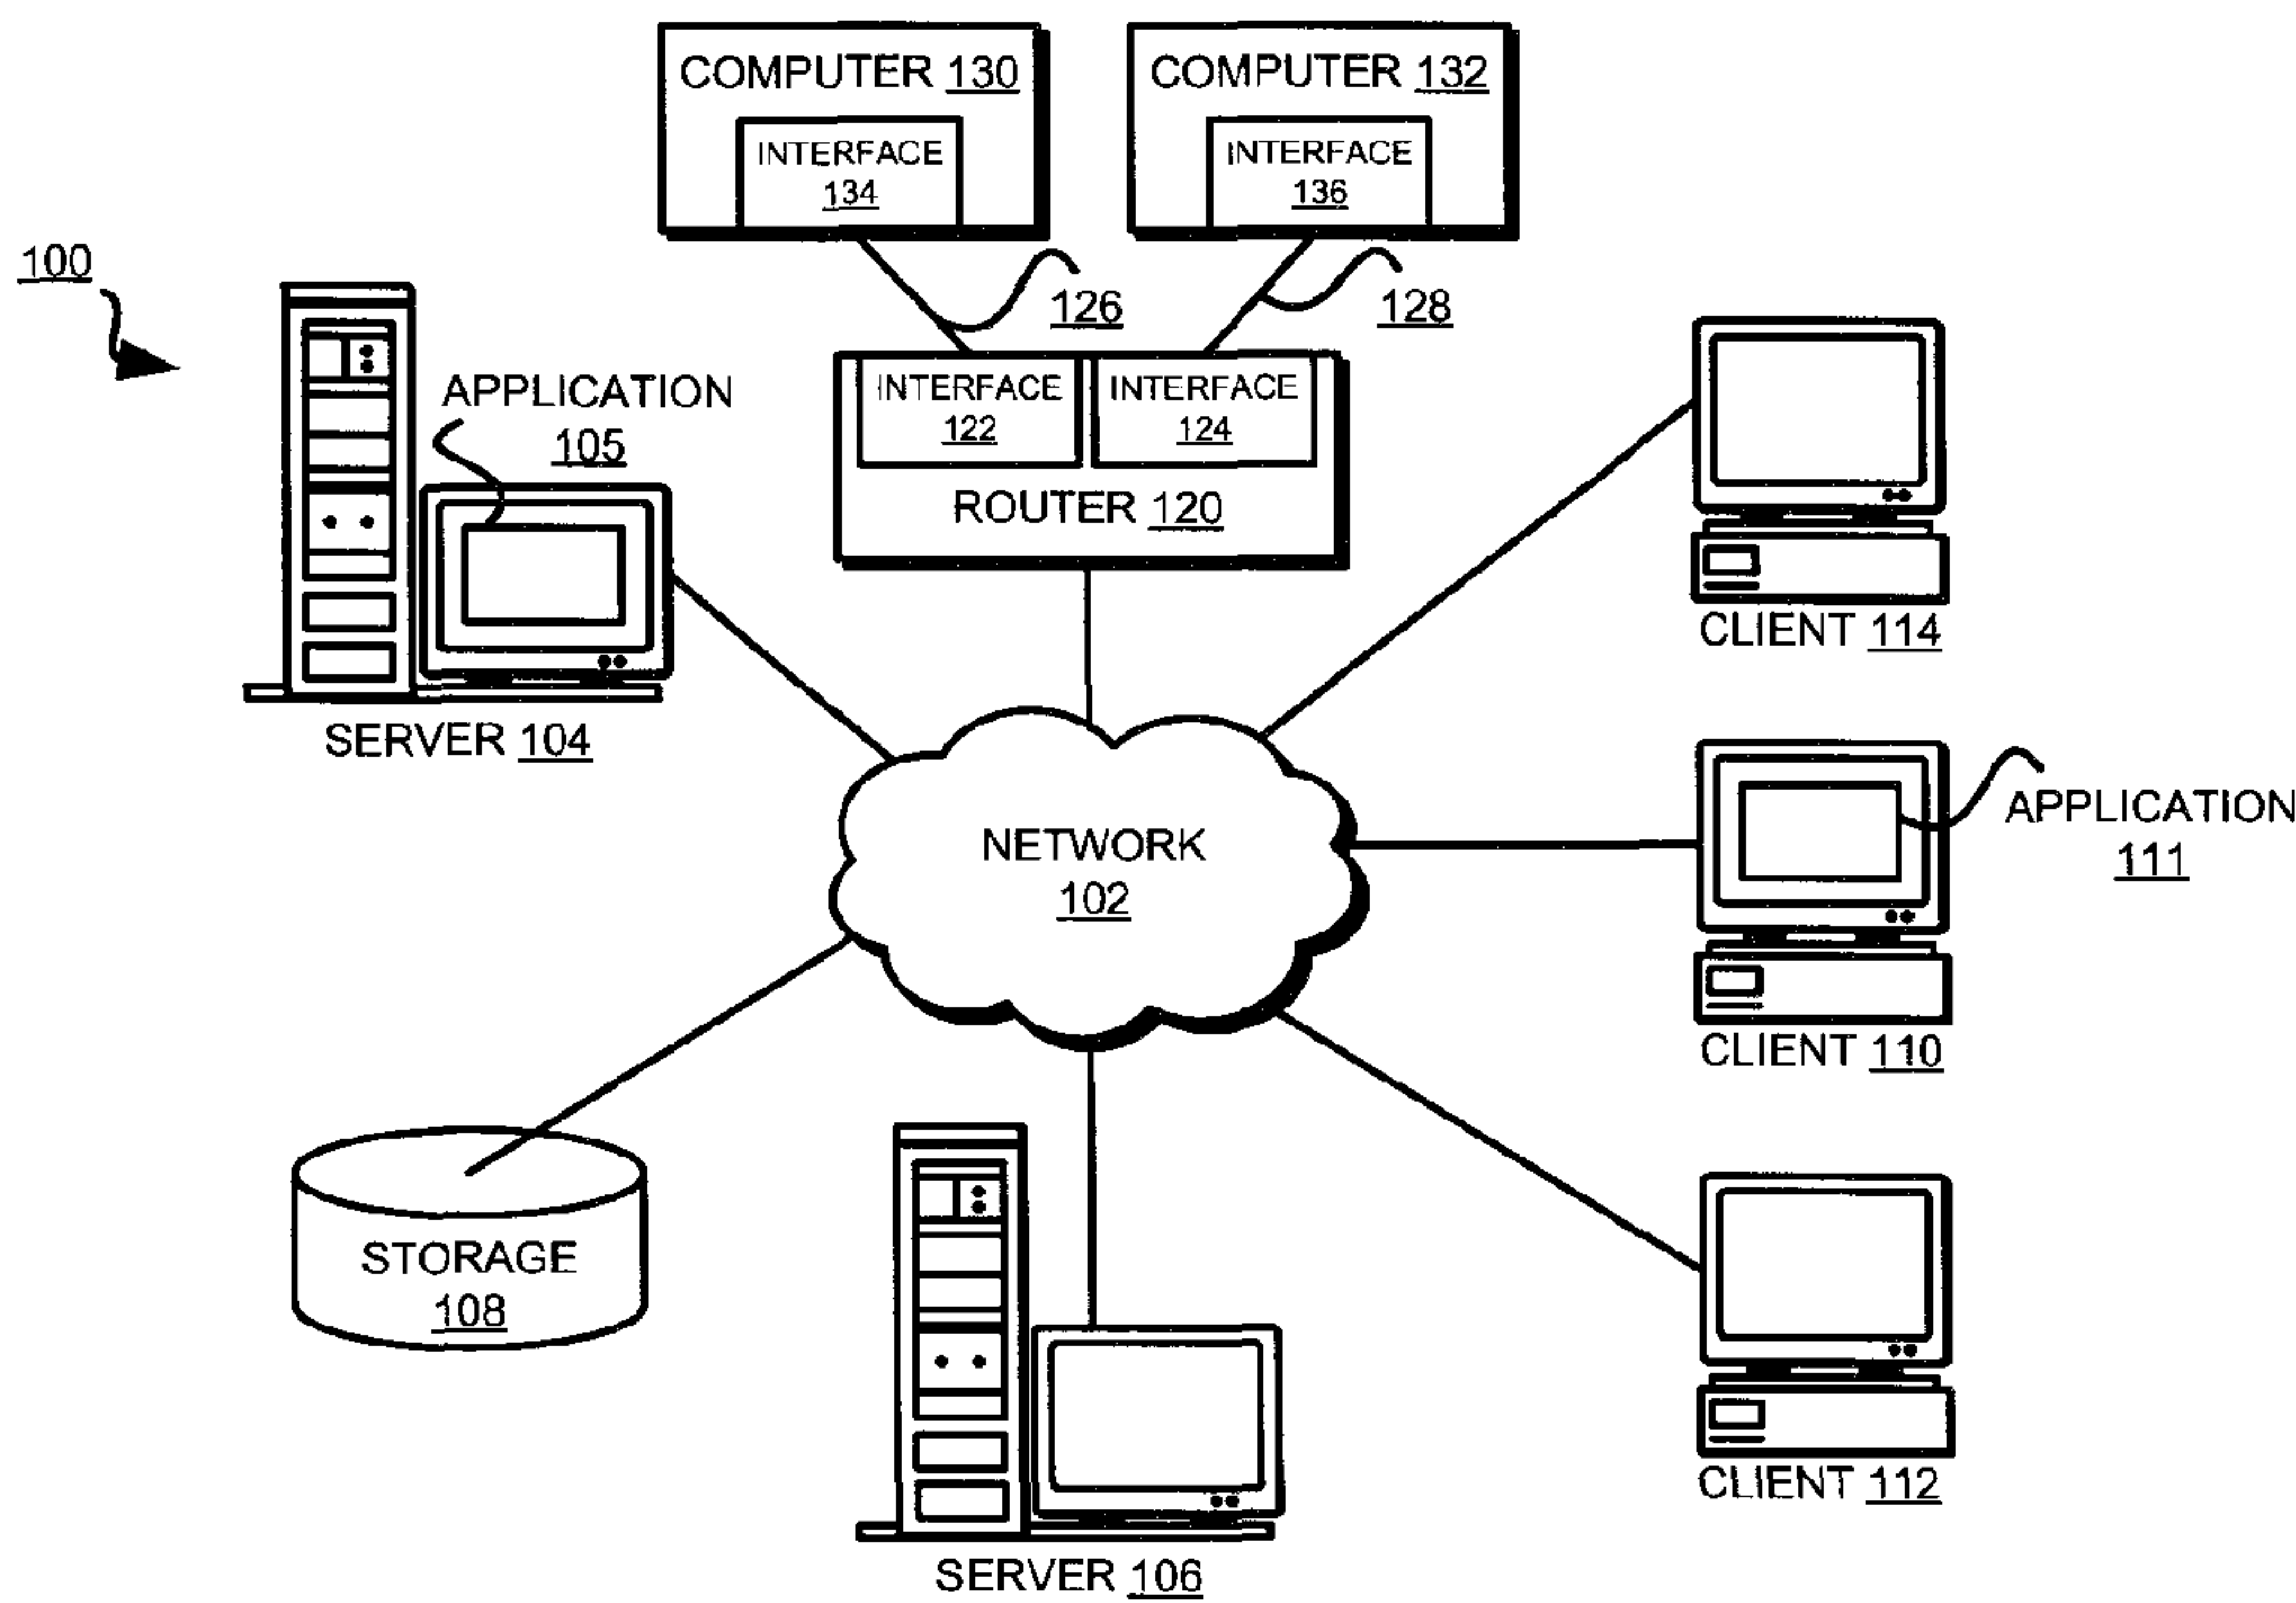 COMPUTER 130
INTERFACE
134
COMPUTER 132
INTERFACE
136
100
126
128
APPLICATION
105
INTERFACE
122
INTERFACE
124
ROUTER 120
CLIENT 114
SERVER 104
NETWORK
102
APPLICATION
111
CLIENT 110
STORAGE
108
CLIENT 112
SERVER 106